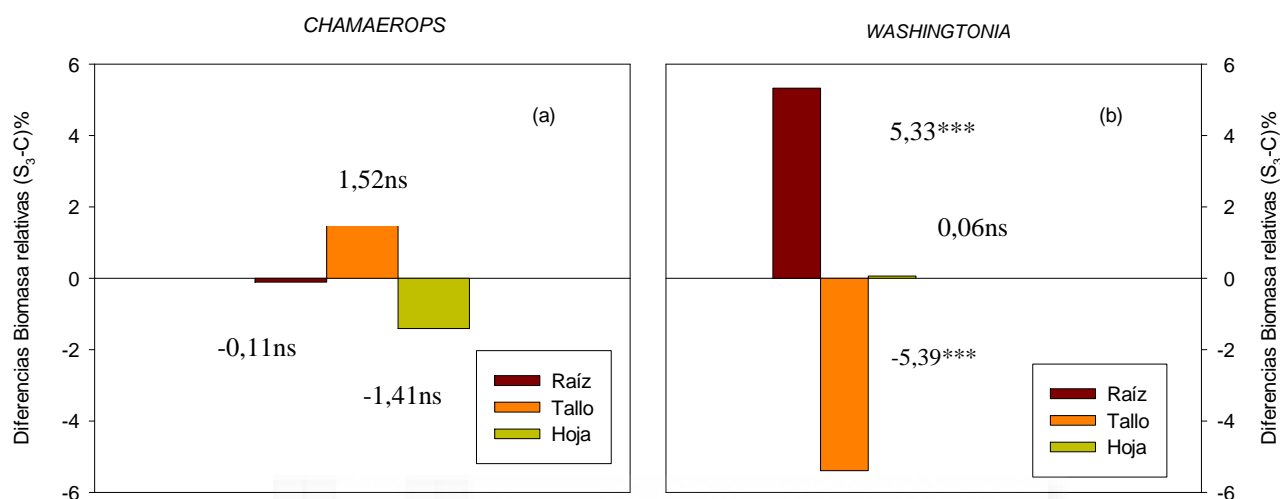 CHAMAEROPS
WASHINGTONIA
Diferencias Biomasa relativas (S₃-C)%
6
4
2
0
-2
-4
-6
(a)
1,52ns
-0,11ns
-1,41ns
Raíz
Tallo
Hoja
(b)
5,33***
0,06ns
-5,39***
Raíz
Tallo
Hoja
6
4
2
0
-2
-4
-6
Diferencias Biomasa relativas (S₃-C)%